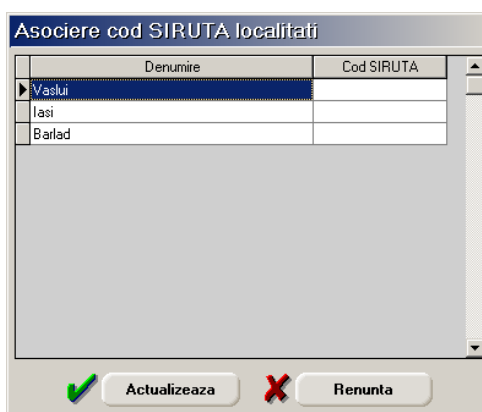 Asociere cod SIRUTA localitati
Denumire Cod SIRUTA
Vaslui
Iasi
Barlad
Actualizeaza Renunta